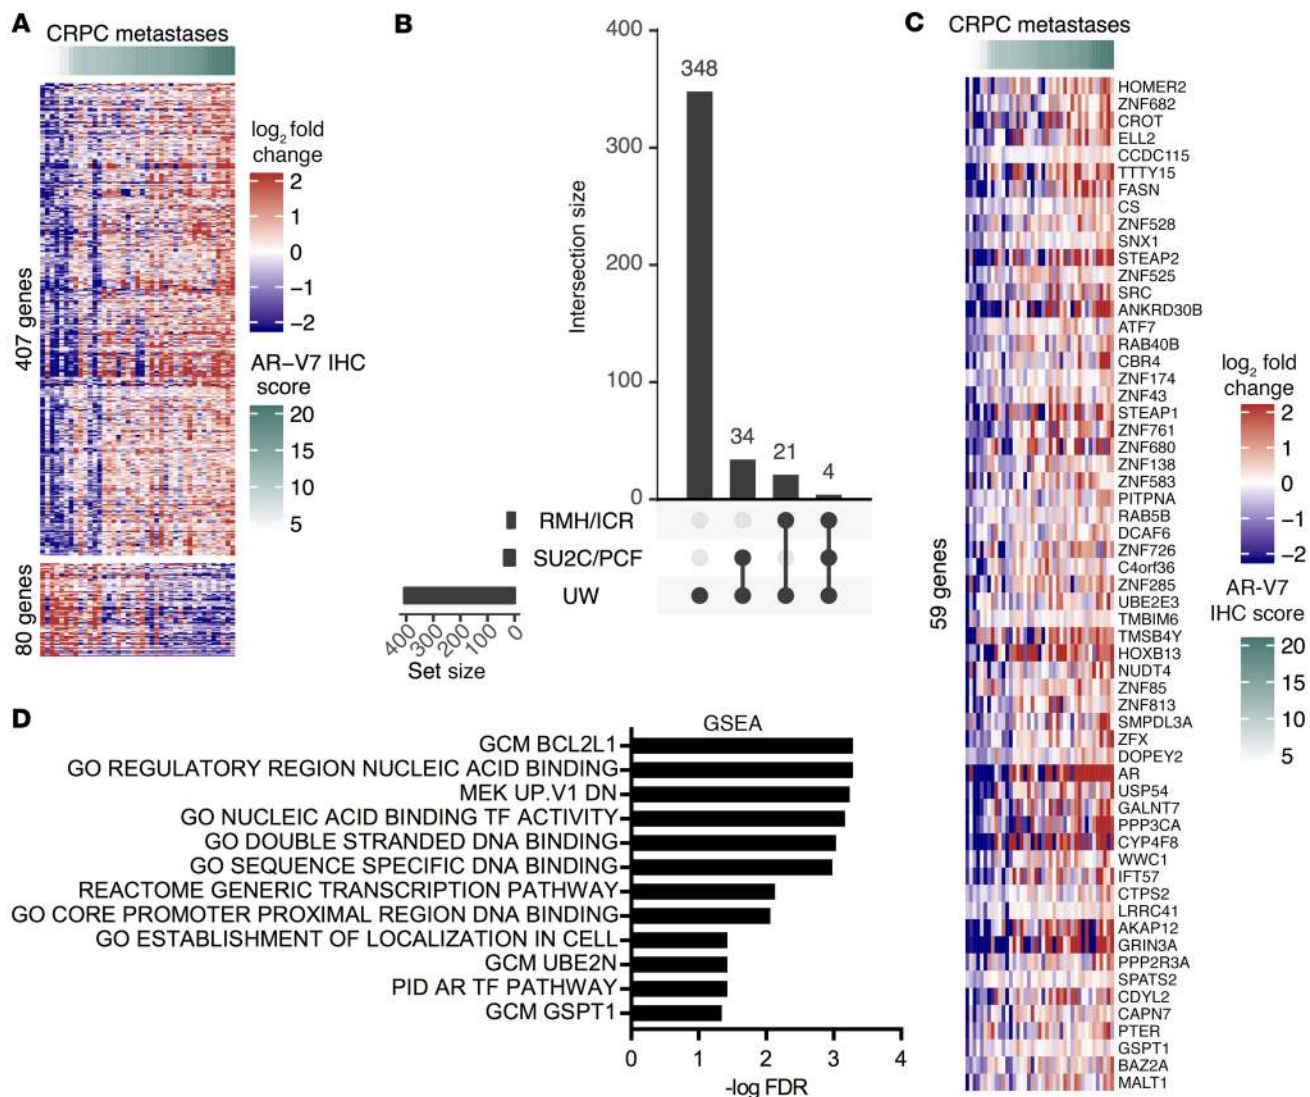 A
CRPC metastases
407 genes
80 genes
log2 fold
change
2
1
0
−1
−2
AR−V7 IHC
score
20
15
10
5
B
Intersection size
400
300
200
100
0
348
34
21
4
RMH/ICR
SU2C/PCF
UW
400
300
200
100
0
Set size
C
CRPC metastases
59 genes
HOMER2
ZNF682
CROT
ELL2
CCDC115
TTTY15
FASN
CS
ZNF528
SNX1
STEAP2
ZNF525
SRC
ANKRD30B
ATF7
RAB40B
CBR4
ZNF174
ZNF43
STEAP1
ZNF761
ZNF680
ZNF138
ZNF583
PITPNA
RAB5B
DCAF6
ZNF726
C4orf36
ZNF285
UBE2E3
TMBIM6
TMSB4Y
HOXB13
NUDT4
ZNF85
ZNF813
SMPDL3A
ZFX
DOPEY2
AR
USP54
GALNT7
PPP3CA
CYP4F8
WWC1
IFT57
CTPS2
LRRC41
AKAP12
GRIN3A
PPP2R3A
SPATS2
CDYL2
CAPN7
PTER
GSPT1
BAZ2A
MALT1
log2 fold
change
2
1
0
−1
−2
AR-V7
IHC score
20
15
10
5
D
GSEA
GCM BCL2L1
GO REGULATORY REGION NUCLEIC ACID BINDING
MEK UP.V1 DN
GO NUCLEIC ACID BINDING TF ACTIVITY
GO DOUBLE STRANDED DNA BINDING
GO SEQUENCE SPECIFIC DNA BINDING
REACTOME GENERIC TRANSCRIPTION PATHWAY
GO CORE PROMOTER PROXIMAL REGION DNA BINDING
GO ESTABLISHMENT OF LOCALIZATION IN CELL
GCM UBE2N
PID AR TF PATHWAY
GCM GSPT1
0 1 2 3 4
-log FDR